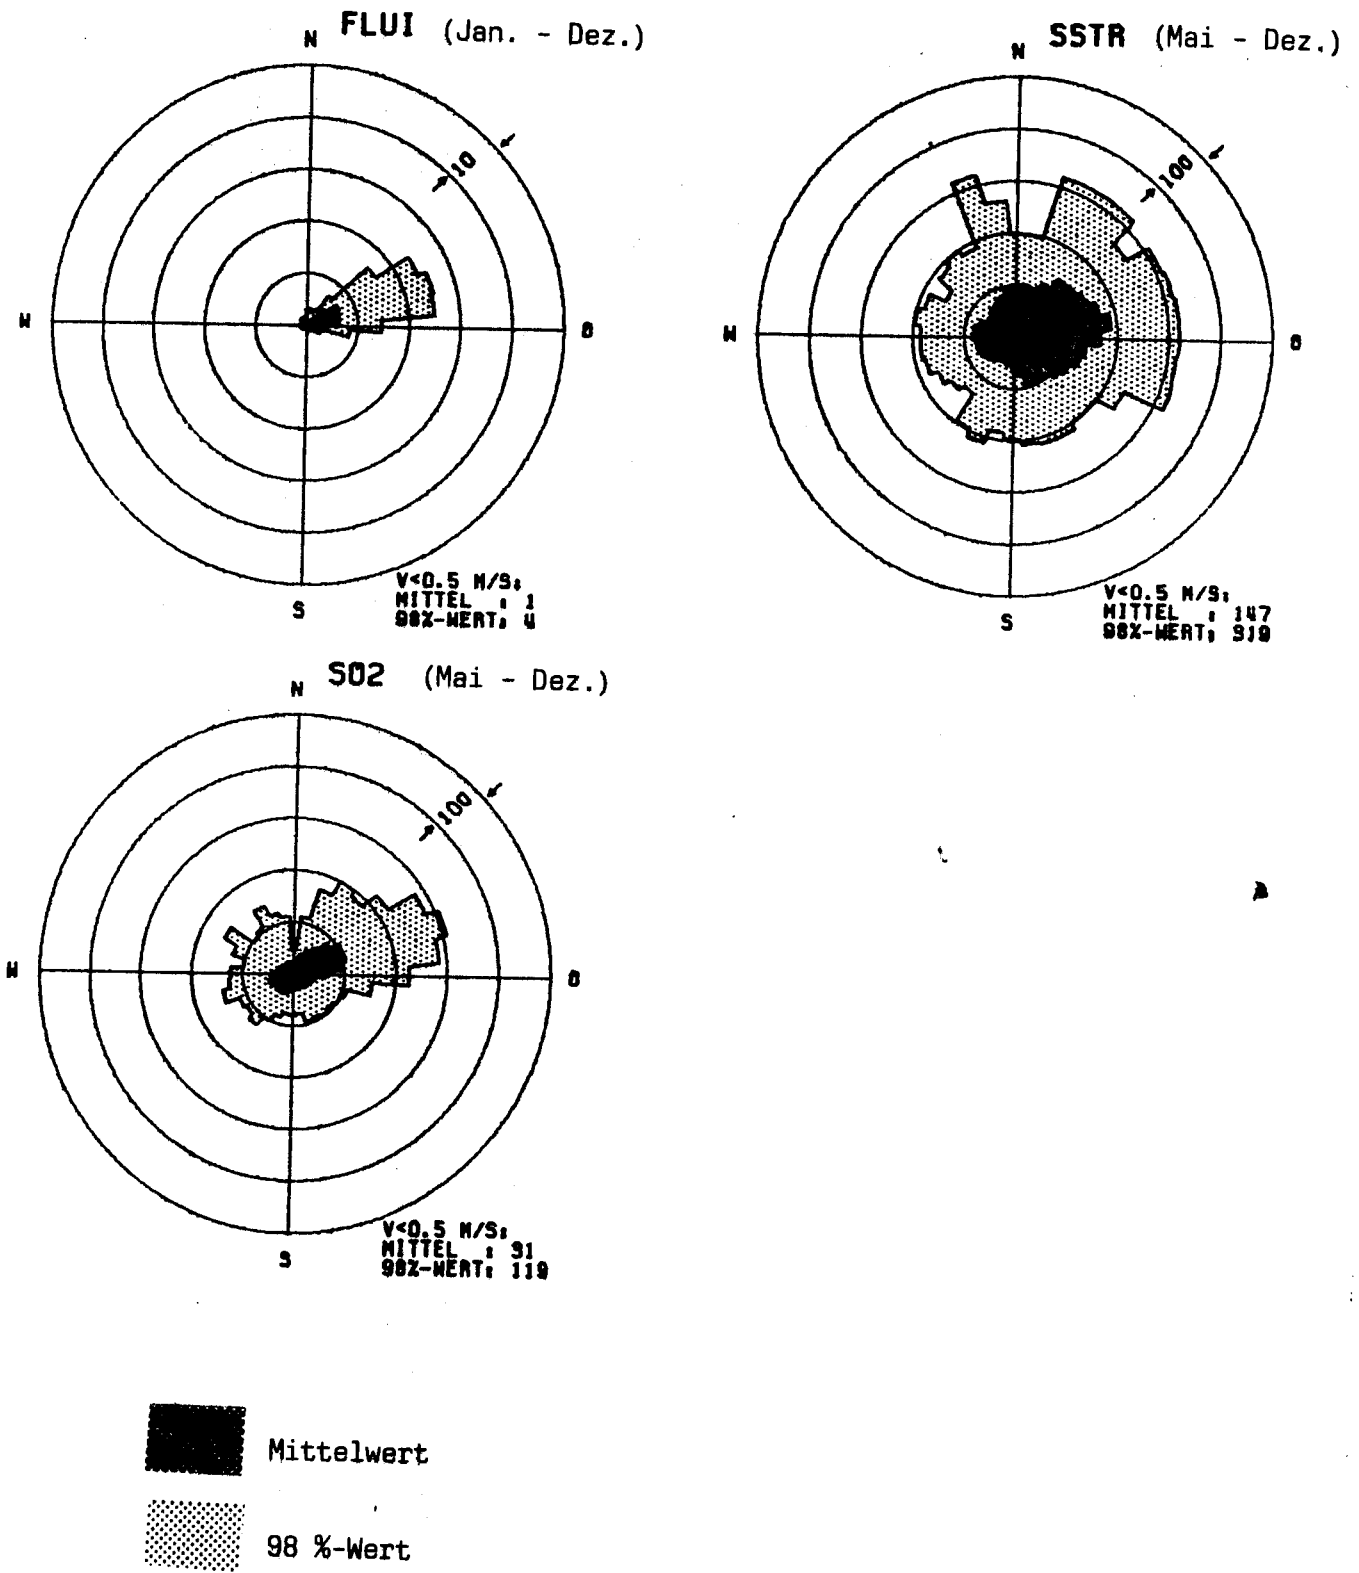 FLUI (Jan. - Dez.)
N
10
W
O
S
V<0.5 M/S:
MITTEL : 1
98%-WERT: 4
SSTR (Mai - Dez.)
N
100
W
O
S
V<0.5 M/S:
MITTEL : 147
98%-WERT: 319
SO2 (Mai - Dez.)
N
100
W
O
S
V<0.5 M/S:
MITTEL : 31
98%-WERT: 119
Mittelwert
98 %-Wert